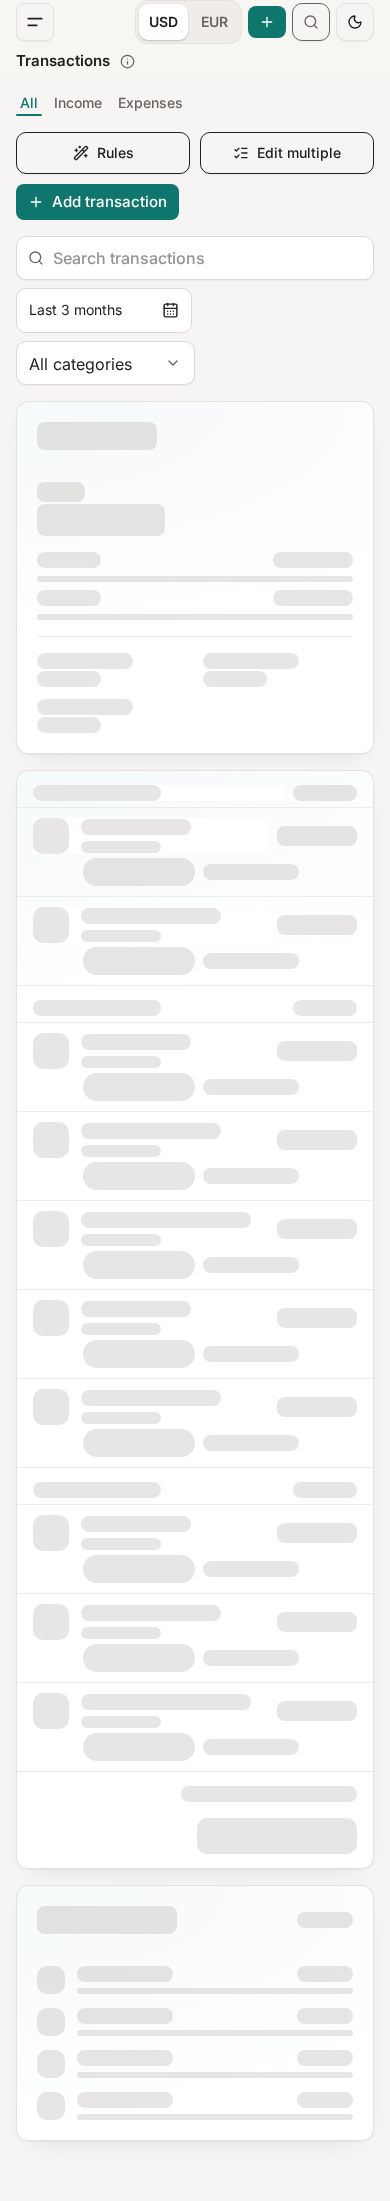 USD EUR
Transactions
All Income Expenses
Rules Edit multiple
Add transaction
Search transactions
Last 3 months
All categories